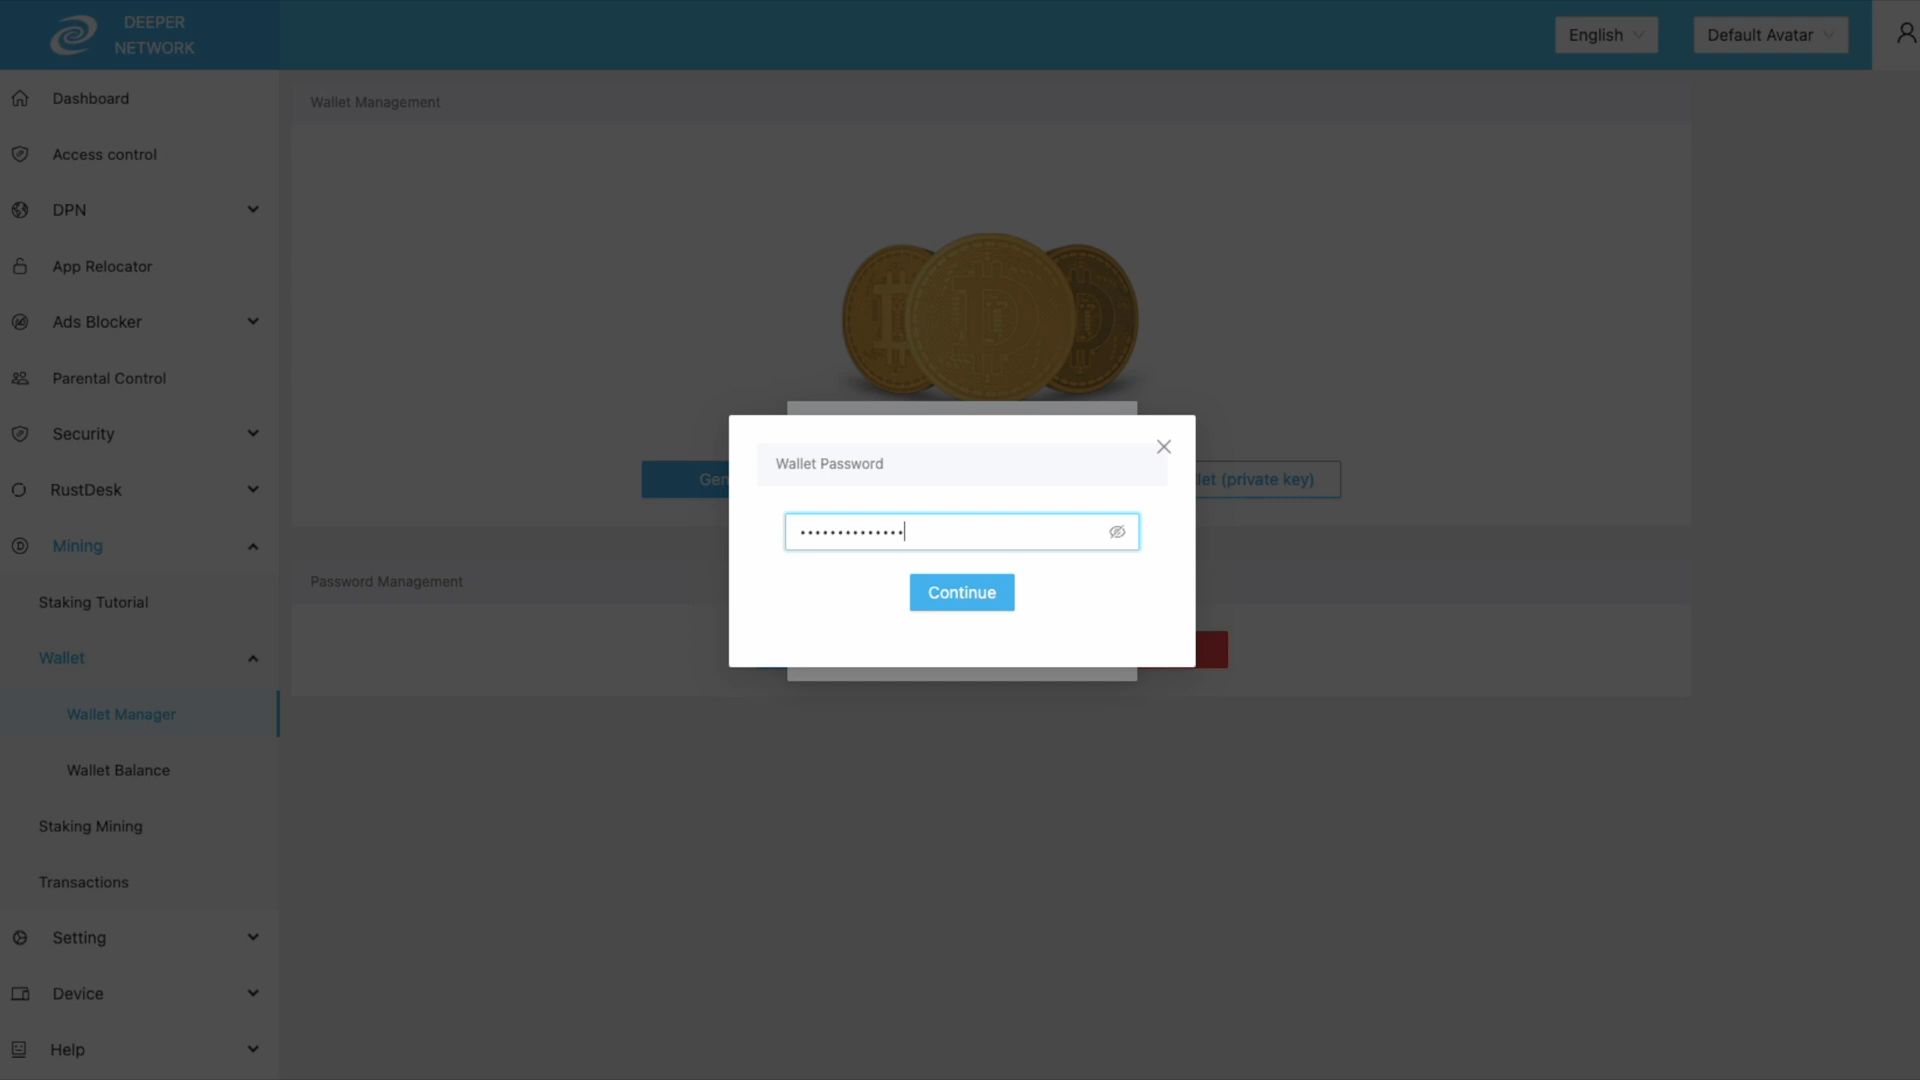 DEEPER
NETWORK
English
Default Avatar
Dashboard
Access control
DPN
App Relocator
Ads Blocker
Parental Control
Security
RustDesk
Mining
Staking Tutorial
Wallet
Wallet Manager
Wallet Balance
Staking Mining
Transactions
Setting
Device
Help
Wallet Management
Gen
let (private key)
Password Management
Wallet Password
••••••••••••••
Continue